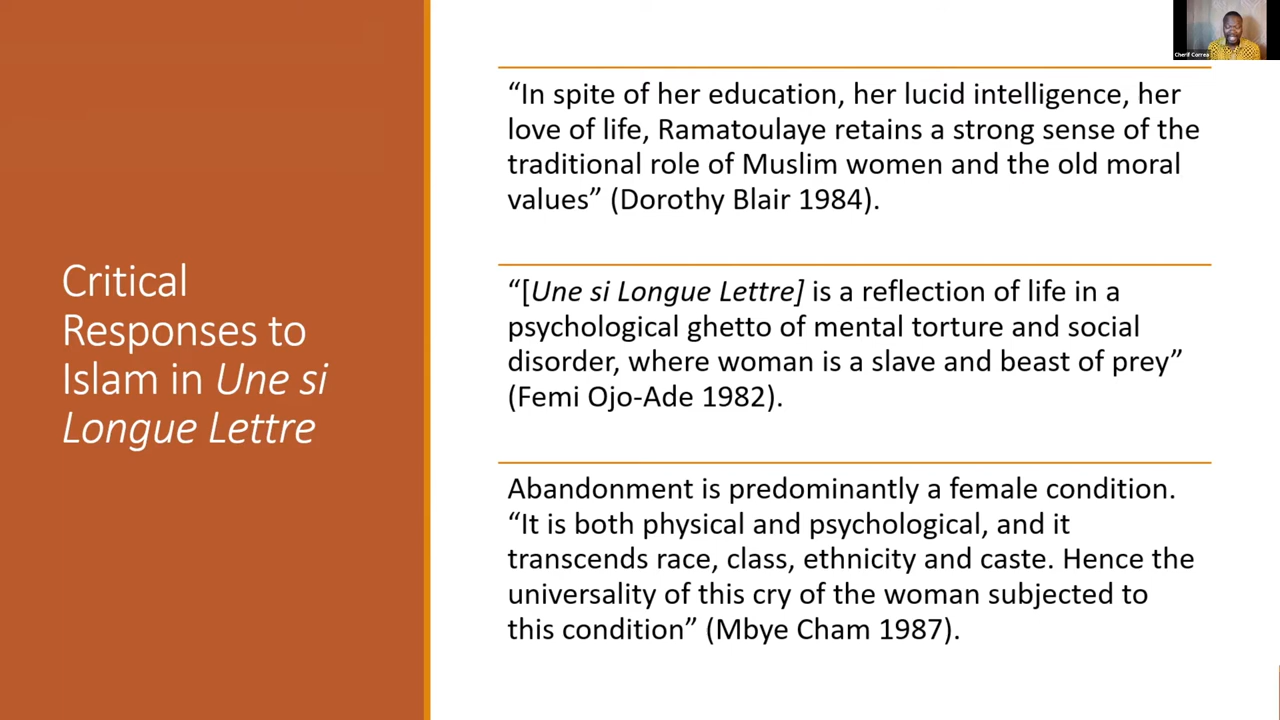 Cherif Correa
Critical
Responses to
Islam in Une si
Longue Lettre
“In spite of her education, her lucid intelligence, her
love of life, Ramatoulaye retains a strong sense of the
traditional role of Muslim women and the old moral
values” (Dorothy Blair 1984).
“[Une si Longue Lettre] is a reflection of life in a
psychological ghetto of mental torture and social
disorder, where woman is a slave and beast of prey”
(Femi Ojo-Ade 1982).
Abandonment is predominantly a female condition.
“It is both physical and psychological, and it
transcends race, class, ethnicity and caste. Hence the
universality of this cry of the woman subjected to
this condition” (Mbye Cham 1987).